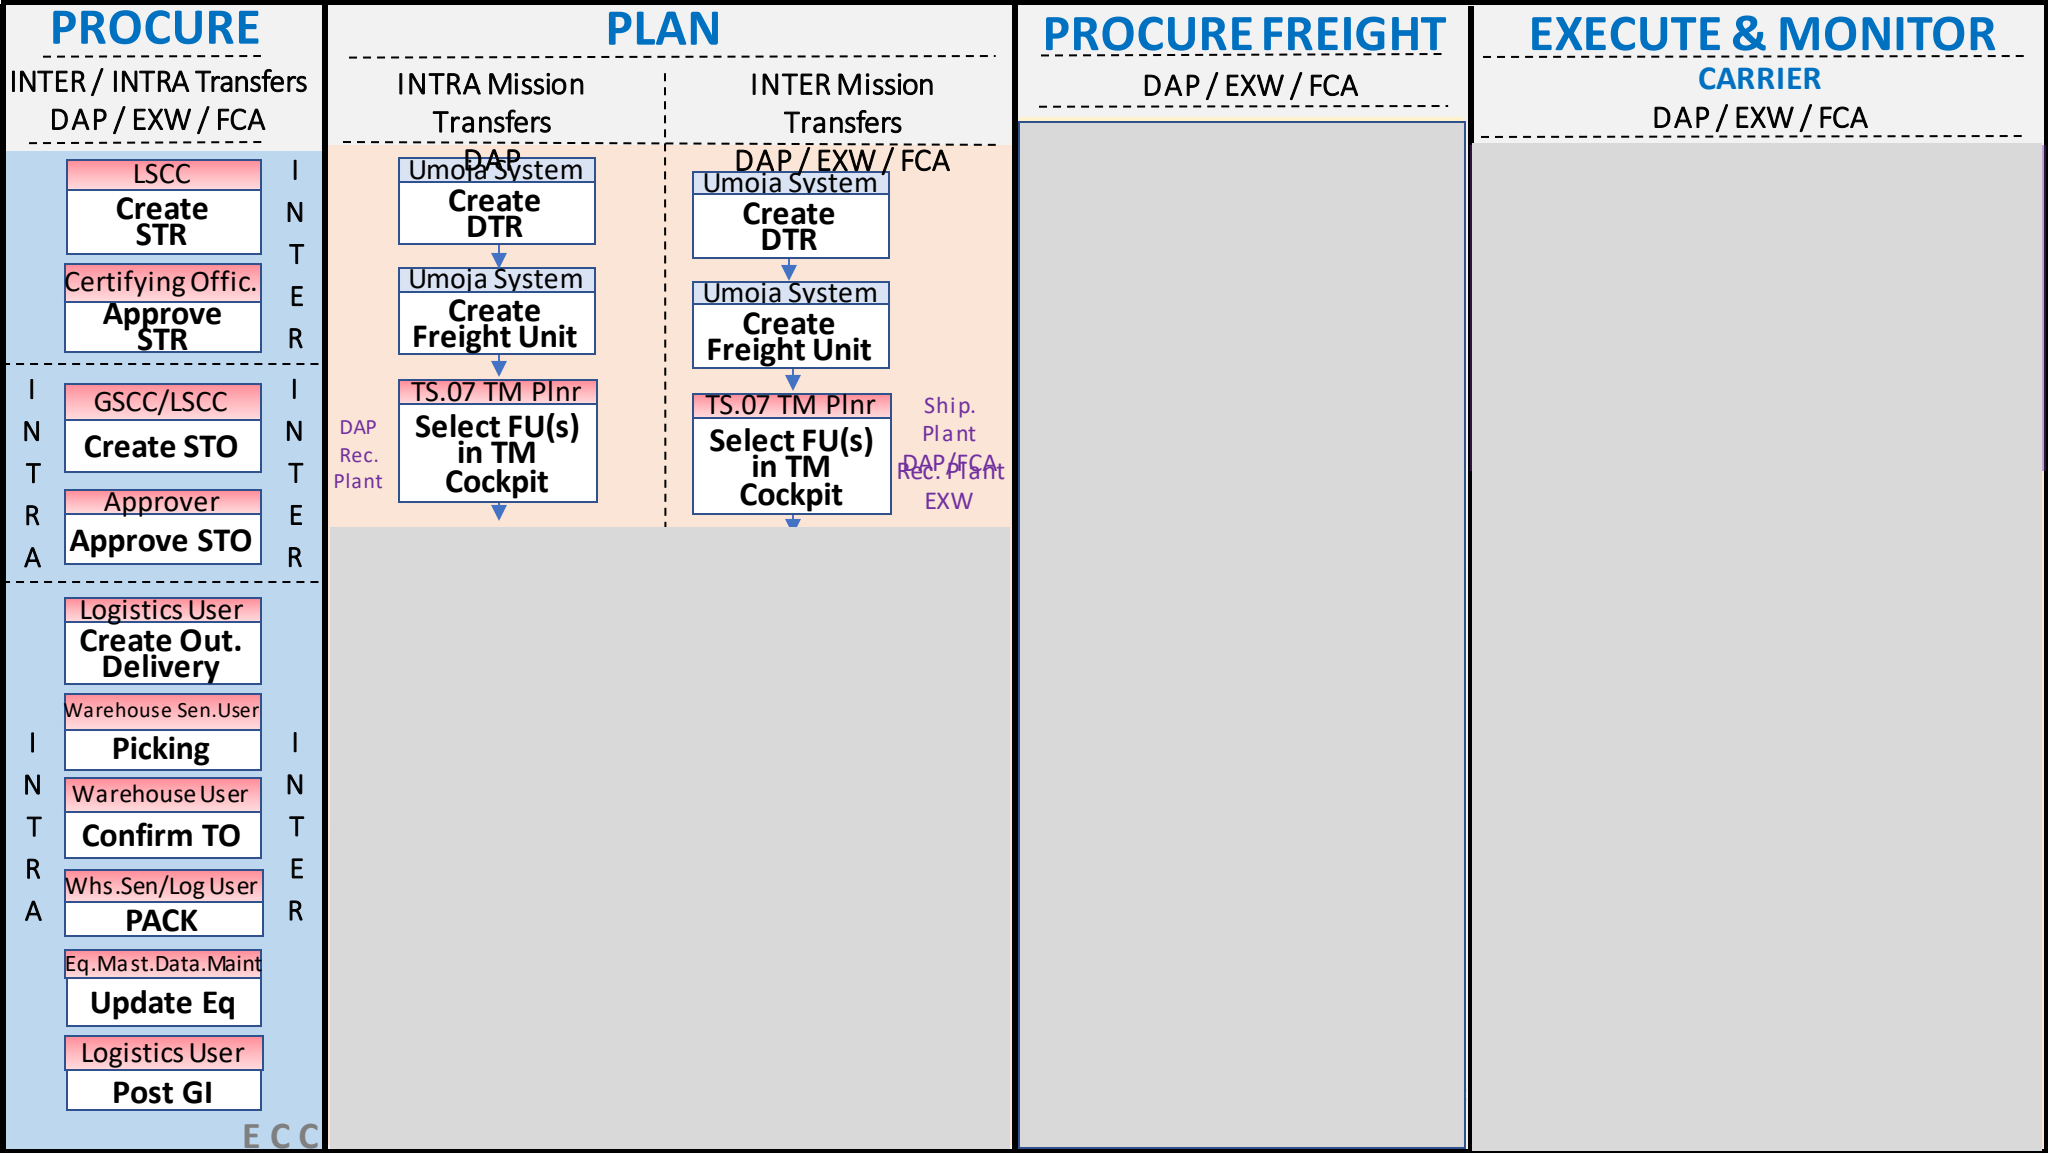 PROCURE
INTER / INTRA Transfers
DAP / EXW / FCA
LSCC
Create
STR
Certifying Offic.
Approve
STR
I
N
T
E
R
GSCC/LSCC
Create STO
Approver
Approve STO
I
N
T
R
A
I
N
T
E
R
Logistics User
Create Out.
Delivery
Warehouse Sen.User
Picking
Warehouse User
Confirm TO
Whs.Sen/Log User
PACK
Eq.Mast.Data.Maint
Update Eq
Logistics User
Post GI
I
N
T
R
A
I
N
T
E
R
ECC
PLAN
INTRA Mission
Transfers
DAP
Umoja System
Create
DTR
Umoja System
Create
Freight Unit
TS.07 TM Plnr
Select FU(s)
in TM
Cockpit
DAP
Rec.
Plant
INTER Mission
Transfers
DAP / EXW / FCA
Umoja System
Create
DTR
Umoja System
Create
Freight Unit
TS.07 TM Plnr
Select FU(s)
in TM
Cockpit
Ship.
Plant
DAP/FCA
Rec. Plant
EXW
PROCURE FREIGHT
DAP / EXW / FCA
EXECUTE & MONITOR
CARRIER
DAP / EXW / FCA